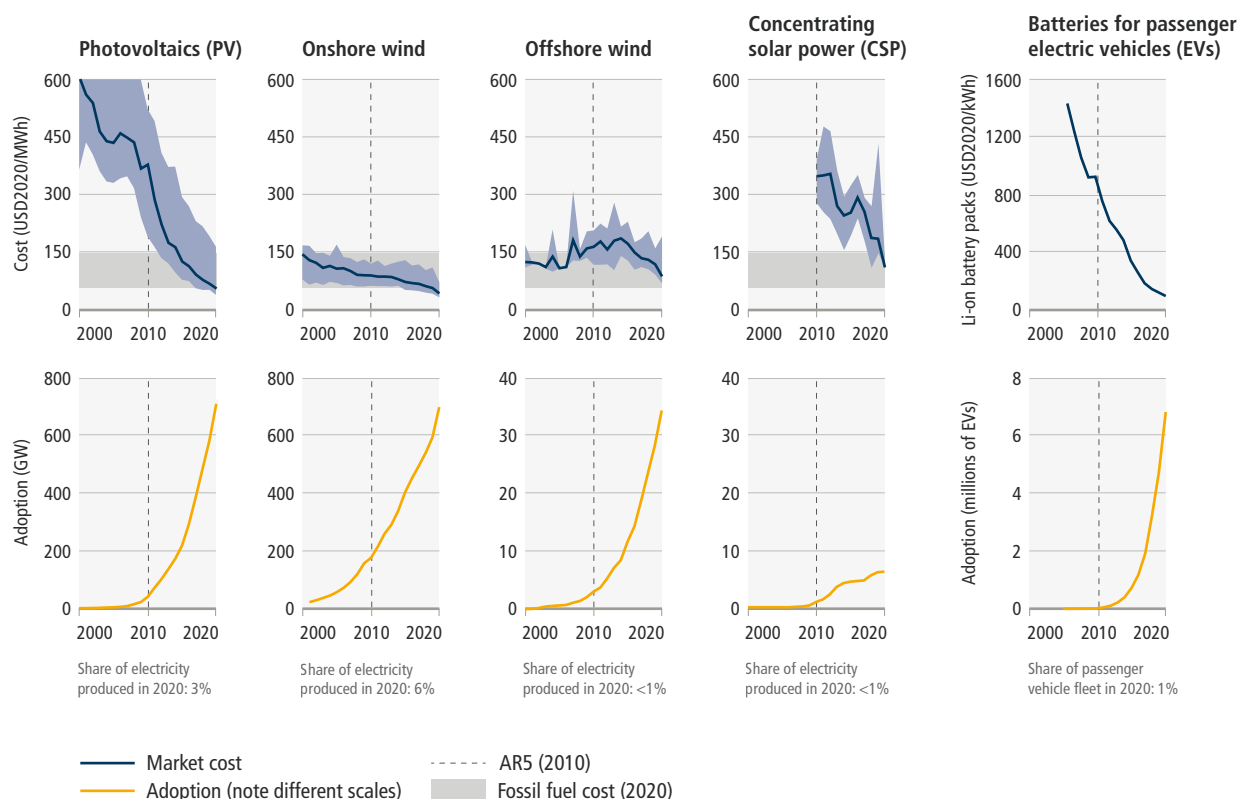 Photovoltaics (PV)
Onshore wind
Offshore wind
Concentrating
solar power (CSP)
Batteries for passenger
electric vehicles (EVs)
Cost (USD2020/MWh)
600
450
300
150
0
2000 2010 2020
600
450
300
150
0
2000 2010 2020
600
450
300
150
0
2000 2010 2020
600
450
300
150
0
2000 2010 2020
Li-on battery packs (USD2020/kWh)
1600
1200
800
400
0
2000 2010 2020
Adoption (GW)
800
600
400
200
0
2000 2010 2020
Share of electricity
produced in 2020: 3%
800
600
400
200
0
2000 2010 2020
Share of electricity
produced in 2020: 6%
40
30
20
10
0
2000 2010 2020
Share of electricity
produced in 2020: <1%
40
30
20
10
0
2000 2010 2020
Share of electricity
produced in 2020: <1%
Adoption (millions of EVs)
8
6
4
2
0
2000 2010 2020
Share of passenger
vehicle fleet in 2020: 1%
Market cost
Adoption (note different scales)
AR5 (2010)
Fossil fuel cost (2020)